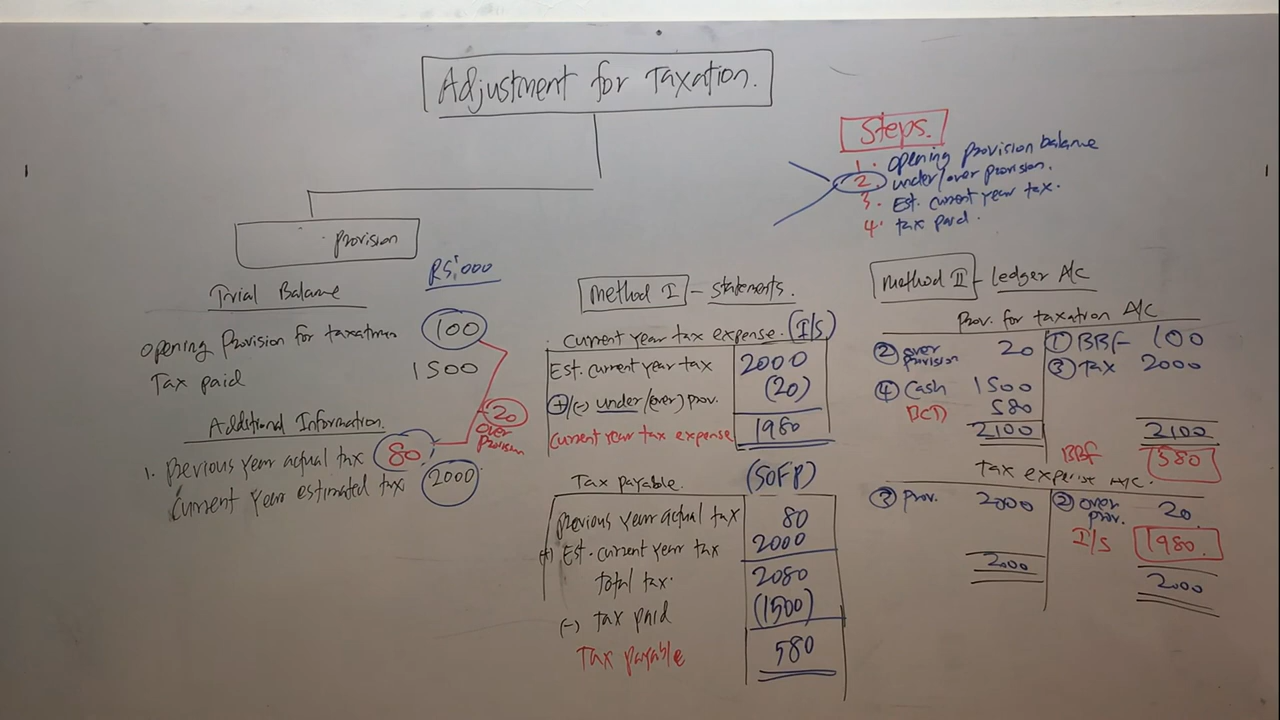 Adjustment for Taxation.
Steps.
1. opening provision balance
2. under/over provision.
3. Est. current year tax.
4. tax paid.
provision
Rs.'000
Trial Balance
opening provision for taxation 100
Tax paid 1500
20
over
provision
Additional Information.
1. Previous year actual tax 80
Current year estimated tax 2000
Method I - statements.
Current year tax expense. (I/S)
Est. current year tax 2000
(+)/(-) under/(over) prov. (20)
Current year tax expense 1980
Tax payable. (SOFP)
Previous year actual tax 80
(+) Est. current year tax 2000
Total tax. 2080
(-) tax paid (1500)
Tax payable 580
Method II - Ledger A/C
Prov. for taxation A/C
2 over provision 20 1 BBF 100
4 Cash 1500 3 Tax 2000
BCD 580
2100 2100
BBF 580
Tax expense A/C.
3 prov. 2000 2 over prov. 20
I/S 1980.
2000 2000